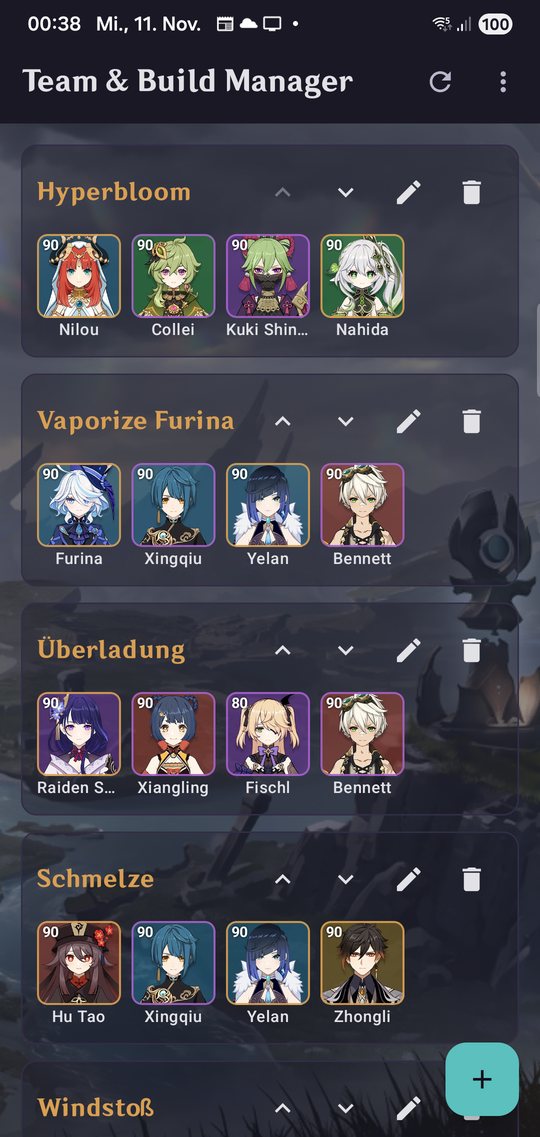 00:38 Mi., 11. Nov. 5 100
Team & Build Manager
Hyperbloom
90 90 90 90
Nilou Collei Kuki Shin... Nahida
Vaporize Furina
90 90 90 90
Furina Xingqiu Yelan Bennett
Überladung
90 90 80 90
Raiden S... Xiangling Fischl Bennett
Schmelze
90 90 90 90
Hu Tao Xingqiu Yelan Zhongli
Windstoß
+